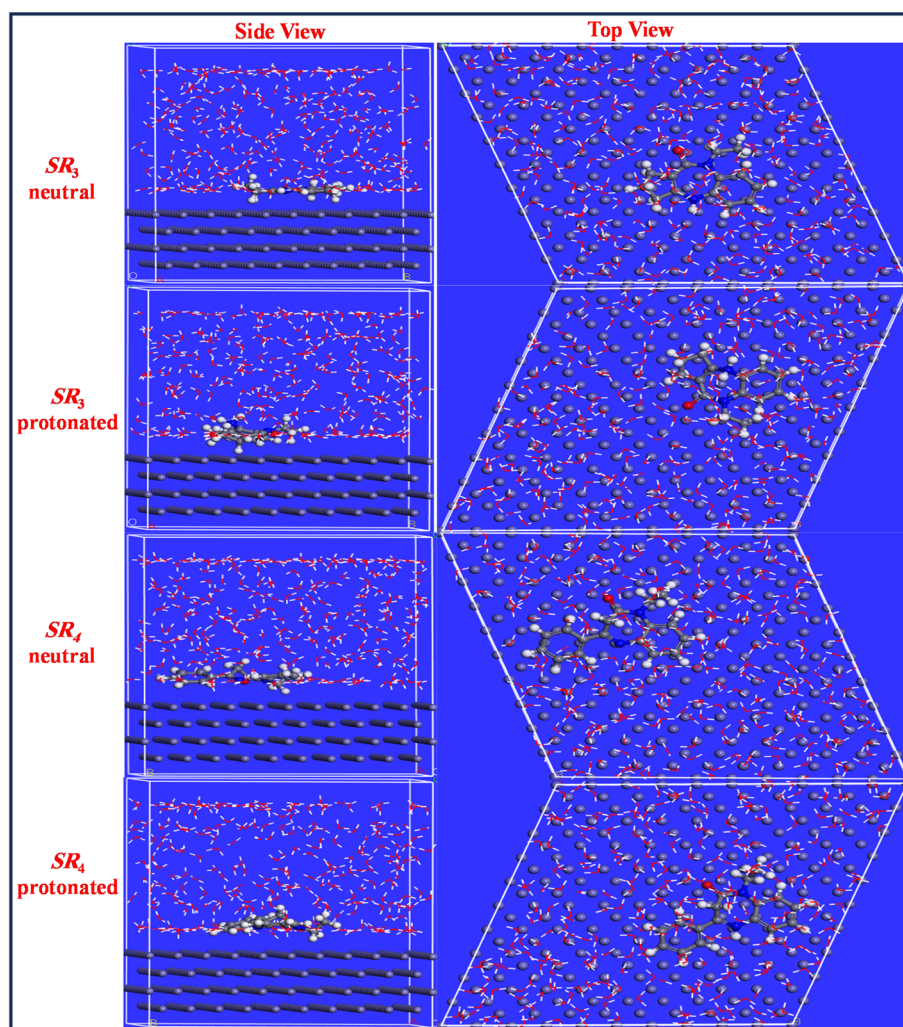 Side View
Top View
SR3
neutral
SR3
protonated
SR4
neutral
SR4
protonated